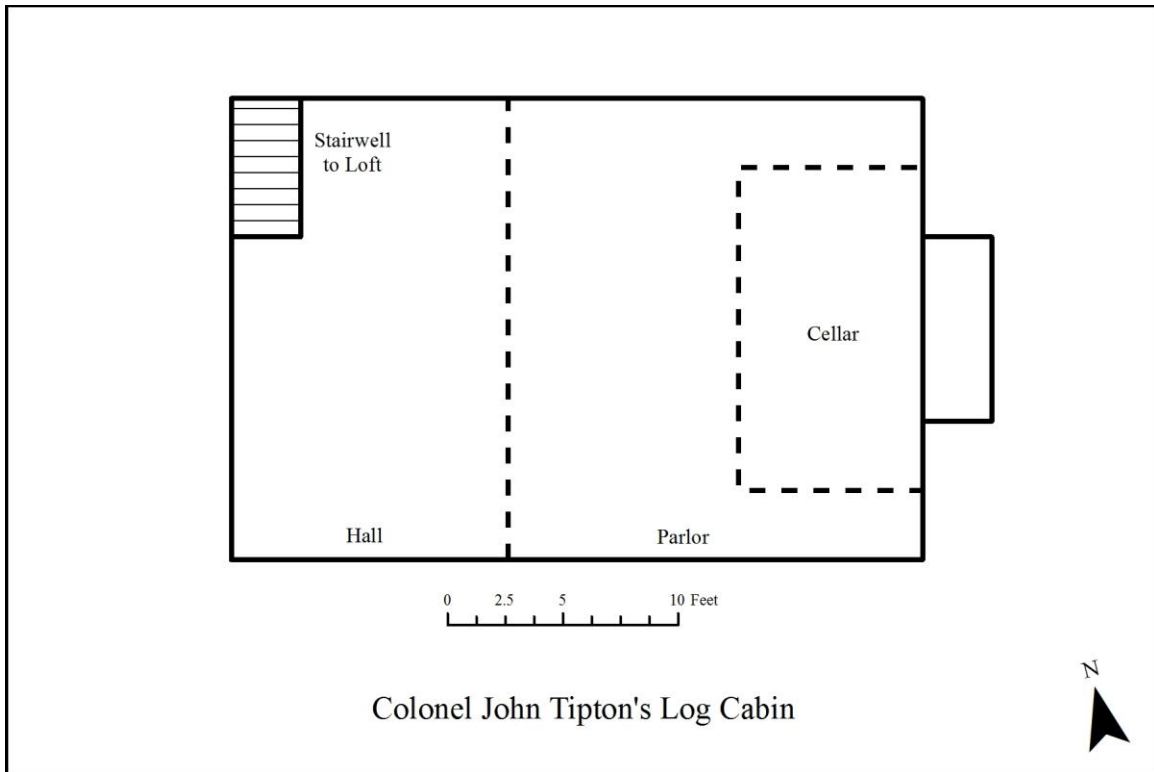 Stairwell
to Loft
Cellar
Hall
Parlor
0 2.5 5 10 Feet
Colonel John Tipton's Log Cabin
N